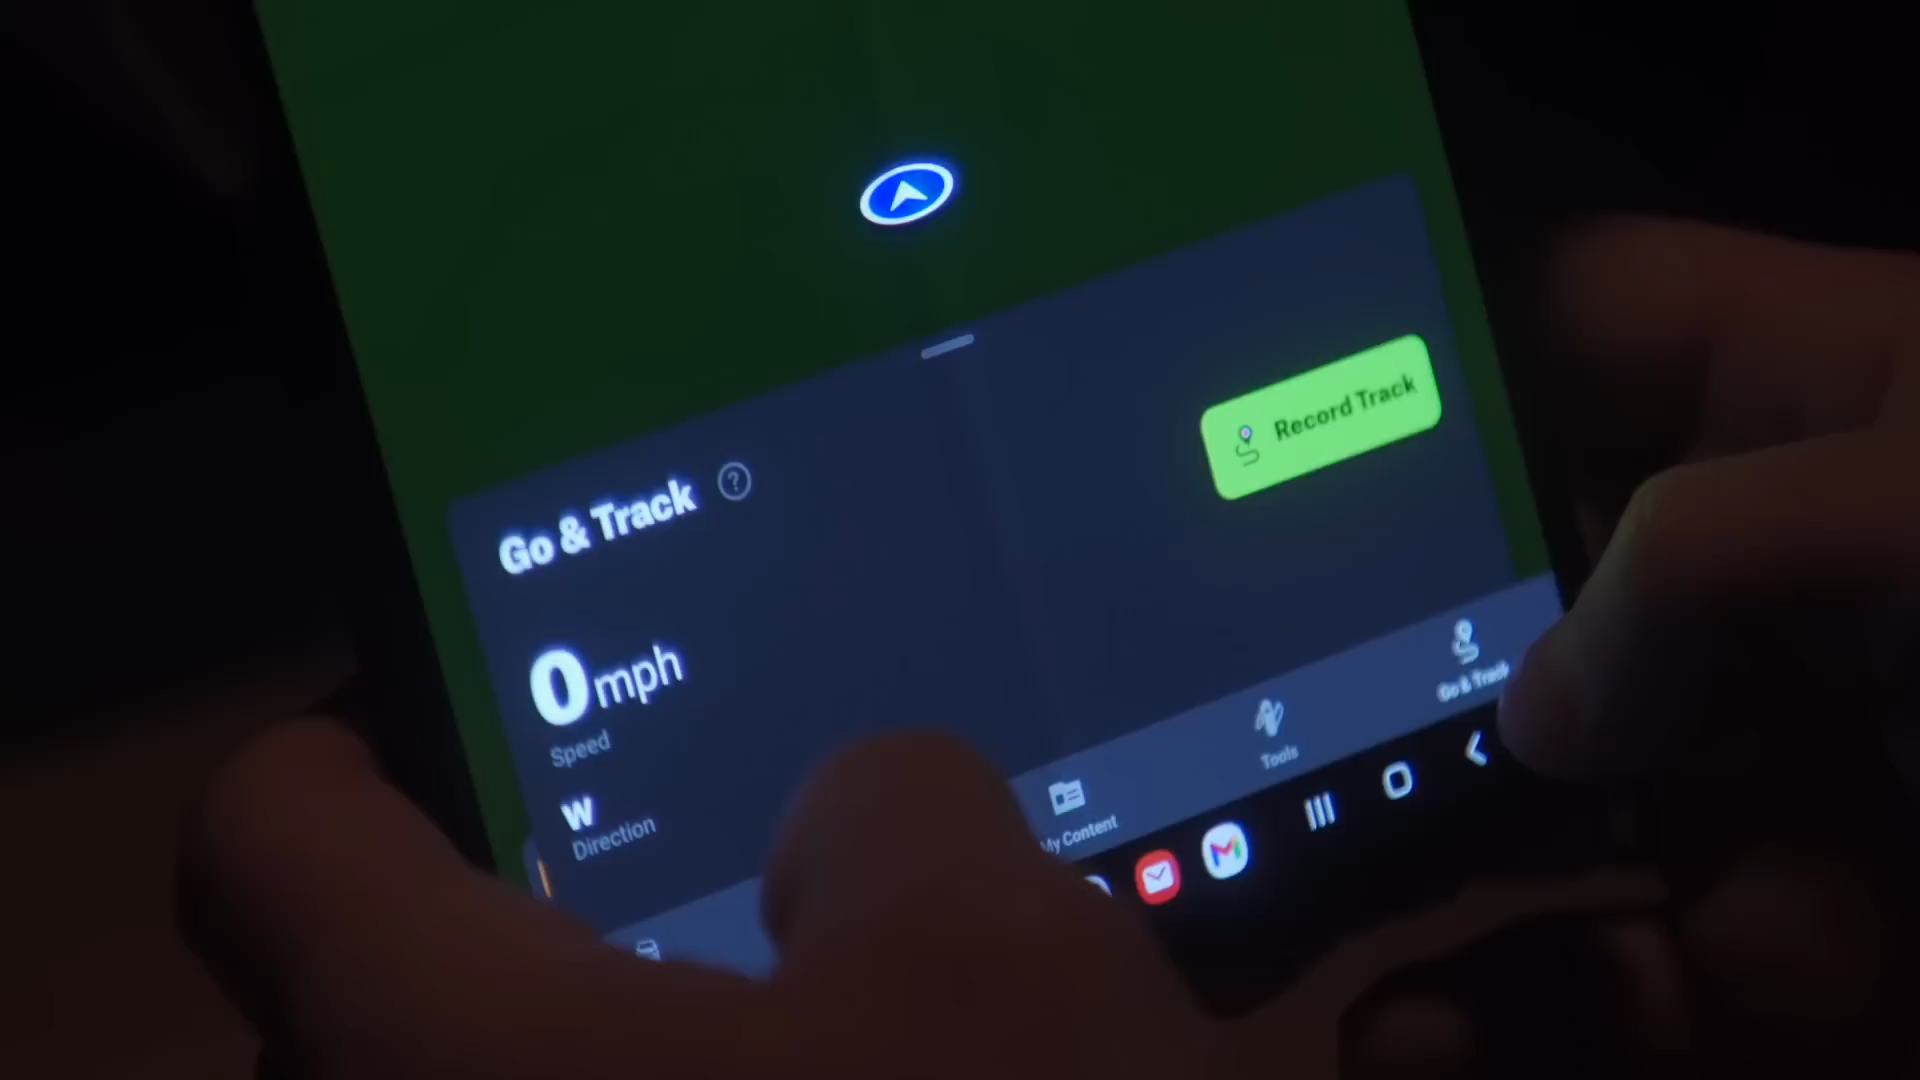 Record Track
Go & Track
0 mph
Speed
W
Direction
My Content
Tools
Go & Track